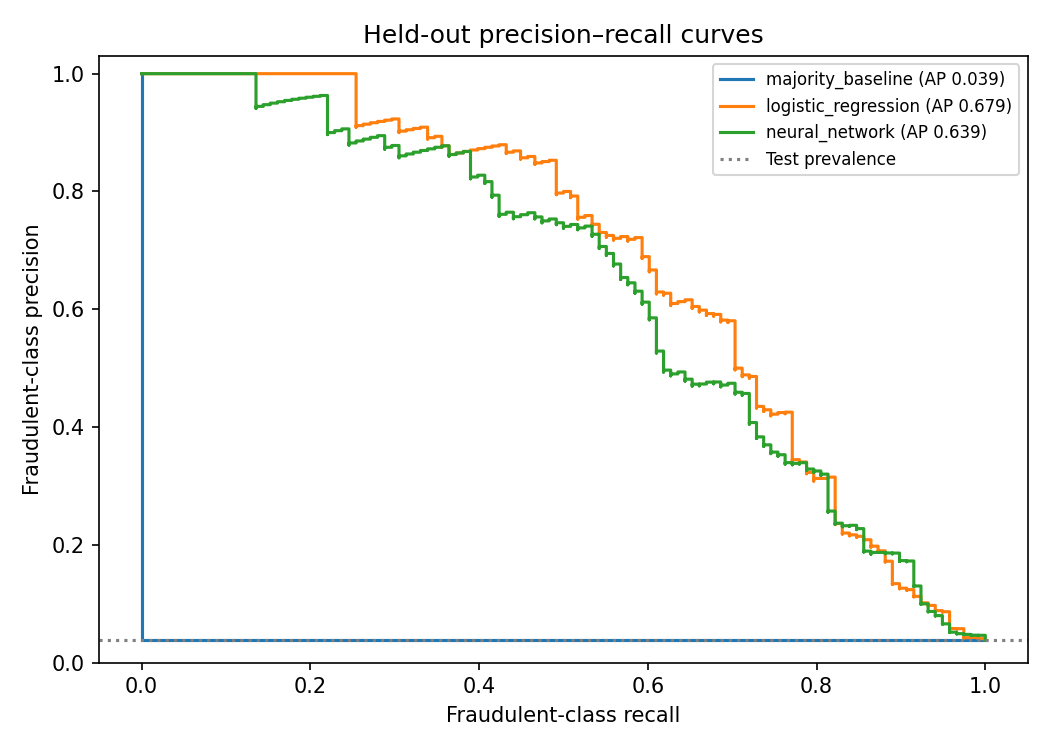 Held-out precision–recall curves
majority_baseline (AP 0.039)
logistic_regression (AP 0.679)
neural_network (AP 0.639)
Test prevalence
Fraudulent-class precision
1.0
0.8
0.6
0.4
0.2
0.0
0.0 0.2 0.4 0.6 0.8 1.0
Fraudulent-class recall